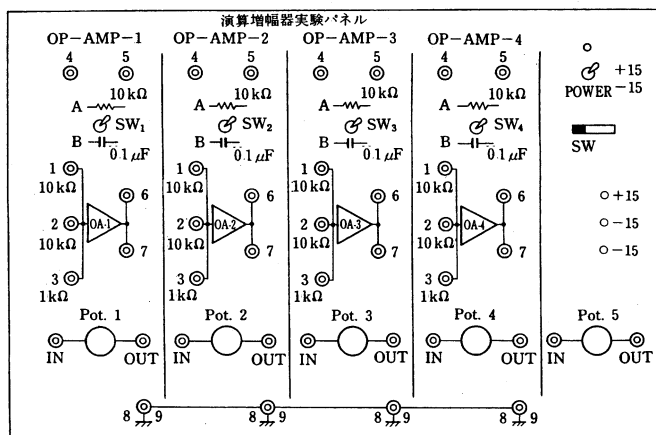 演算増幅器実験パネル
OP-AMP-1 OP-AMP-2 OP-AMP-3 OP-AMP-4
4 5 4 5 4 5 4 5
+15
POWER -15
10kΩ 10kΩ 10kΩ 10kΩ
A A A A
SW1 SW2 SW3 SW4
B B B B
0.1μF 0.1μF 0.1μF 0.1μF
SW
1 1 1 1
10kΩ 10kΩ 10kΩ 10kΩ
6 6 6 6
+15
2 OA-1 2 OA-2 2 OA-3 2 OA-4
-15
10kΩ 10kΩ 10kΩ 10kΩ
7 7 7 7
-15
3 3 3 3
1kΩ 1kΩ 1kΩ 1kΩ
Pot. 1 Pot. 2 Pot. 3 Pot. 4 Pot. 5
IN OUT IN OUT IN OUT IN OUT IN OUT
8 9 8 9 8 9 8 9